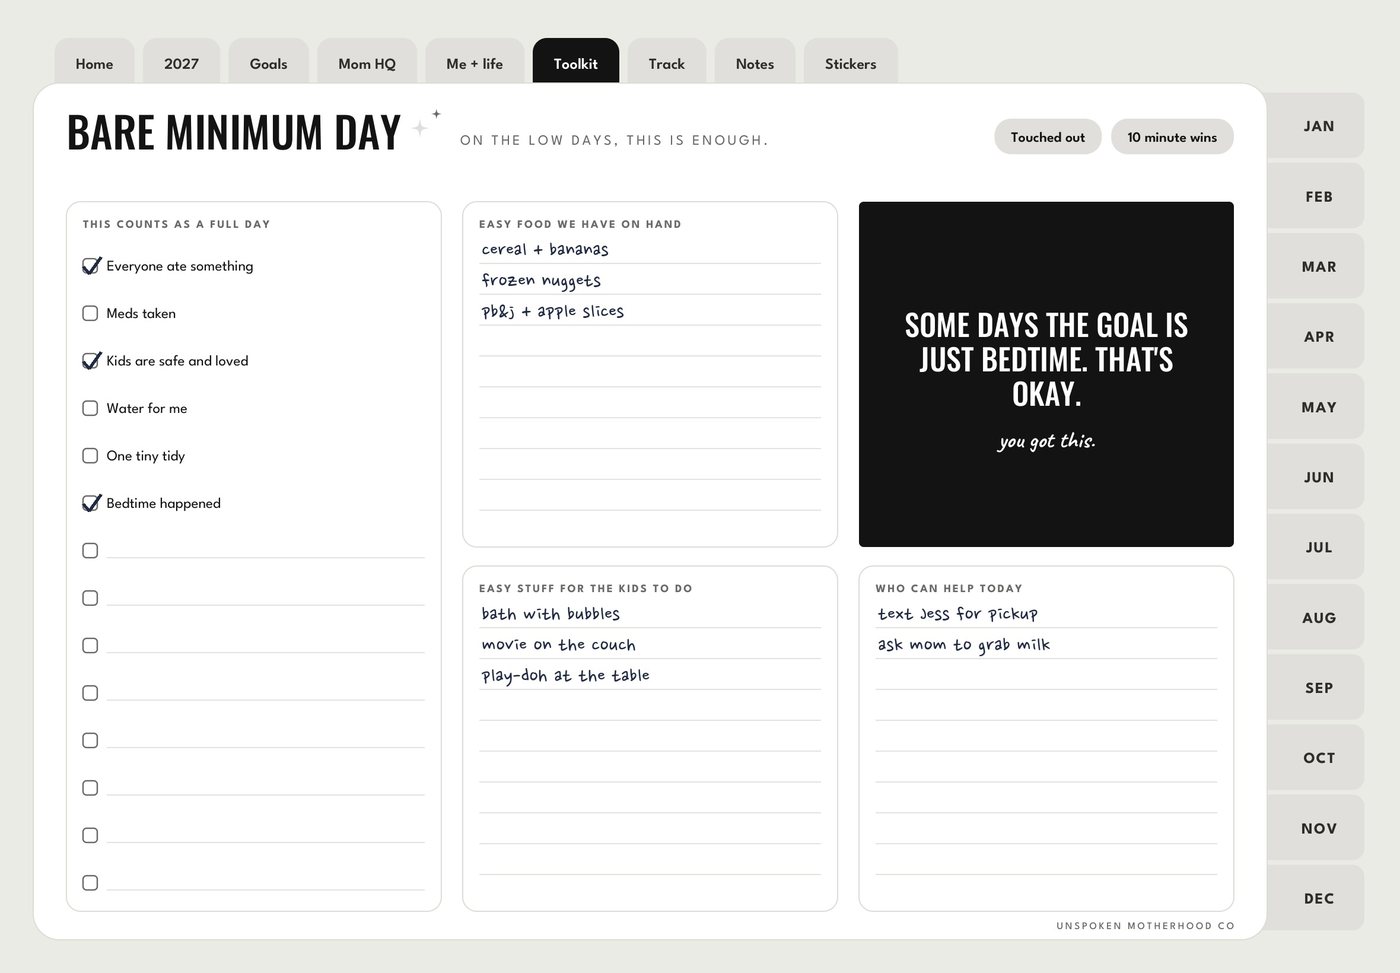 Home
2027
Goals
Mom HQ
Me + life
Toolkit
Track
Notes
Stickers
BARE MINIMUM DAY
ON THE LOW DAYS, THIS IS ENOUGH.
Touched out
10 minute wins
THIS COUNTS AS A FULL DAY
Everyone ate something
Meds taken
Kids are safe and loved
Water for me
One tiny tidy
Bedtime happened
EASY FOOD WE HAVE ON HAND
cereal + bananas
frozen nuggets
pb&j + apple slices
SOME DAYS THE GOAL IS
JUST BEDTIME. THAT'S
OKAY.
you got this.
EASY STUFF FOR THE KIDS TO DO
bath with bubbles
movie on the couch
play-doh at the table
WHO CAN HELP TODAY
text Jess for pickup
ask mom to grab milk
UNSPOKEN MOTHERHOOD CO
JAN
FEB
MAR
APR
MAY
JUN
JUL
AUG
SEP
OCT
NOV
DEC